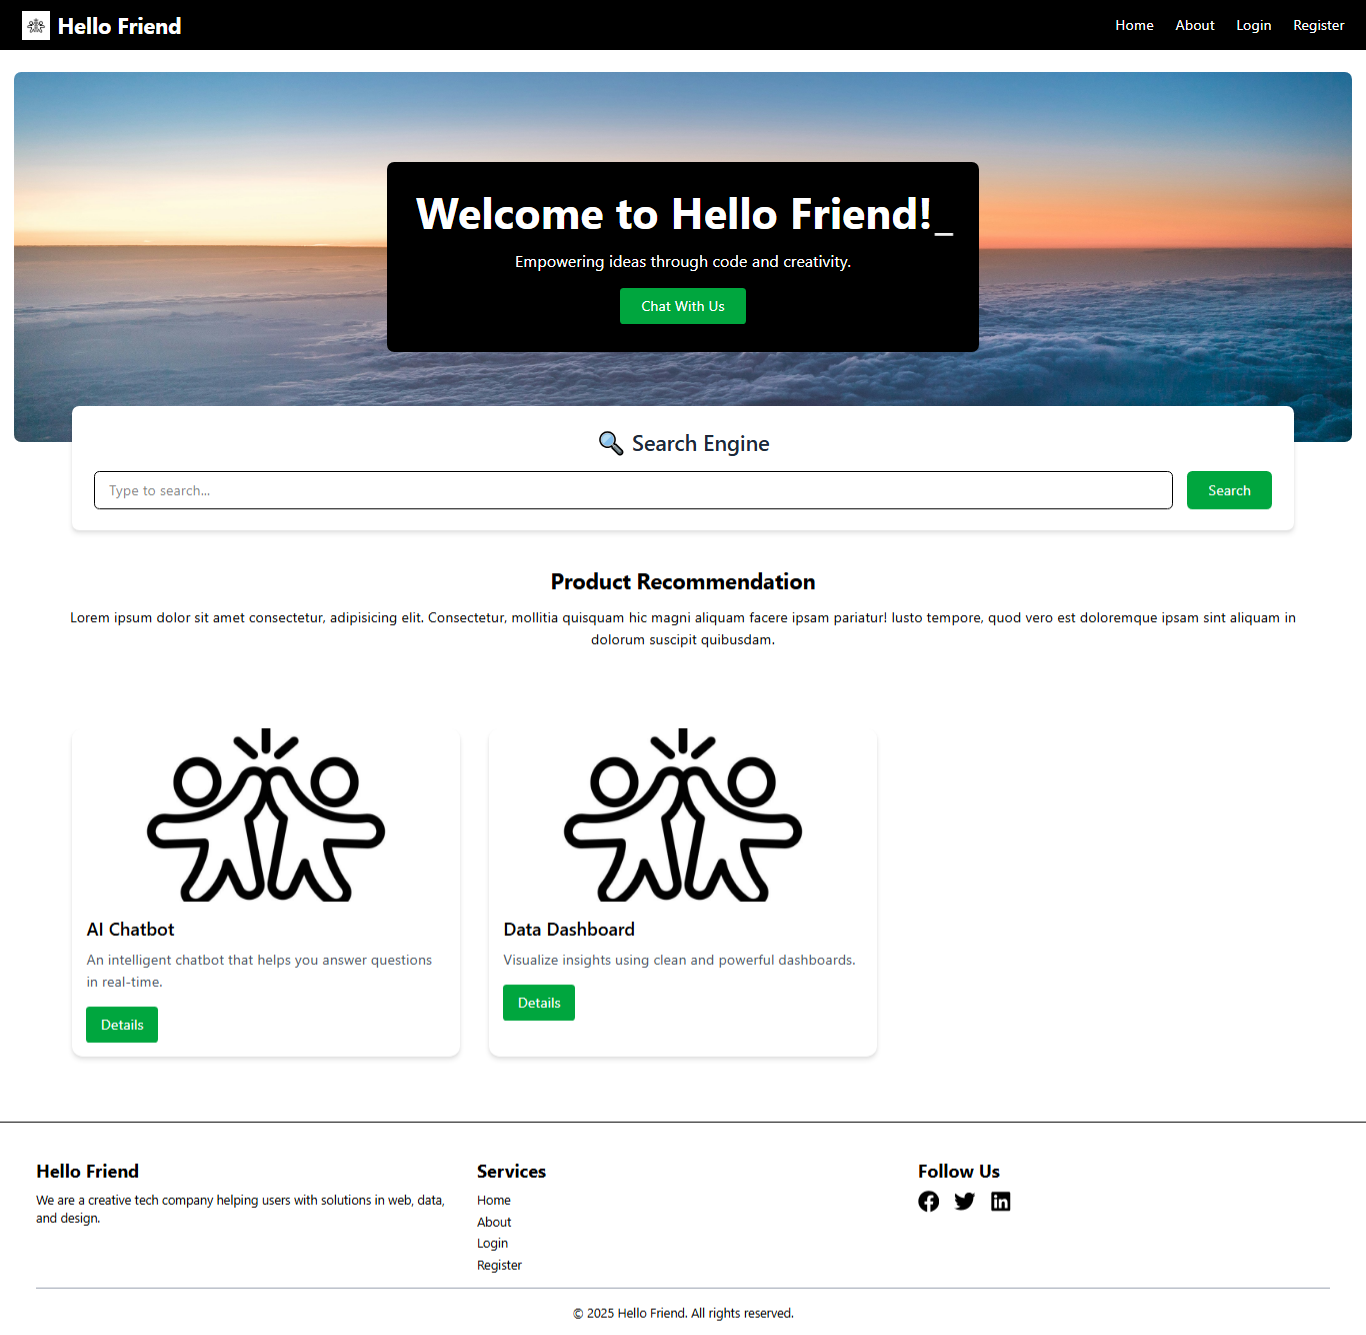 Hello Friend
Home About Login Register
Welcome to Hello Friend!_
Empowering ideas through code and creativity.
Chat With Us
🔍 Search Engine
Type to search...
Search
Product Recommendation
Lorem ipsum dolor sit amet consectetur, adipisicing elit. Consectetur, mollitia quisquam hic magni aliquam facere ipsam pariatur! Iusto tempore, quod vero est doloremque ipsam sint aliquam in
dolorum suscipit quibusdam.
AI Chatbot
An intelligent chatbot that helps you answer questions
in real-time.
Details
Data Dashboard
Visualize insights using clean and powerful dashboards.
Details
Hello Friend
We are a creative tech company helping users with solutions in web, data,
and design.
Services
Home
About
Login
Register
Follow Us
© 2025 Hello Friend. All rights reserved.